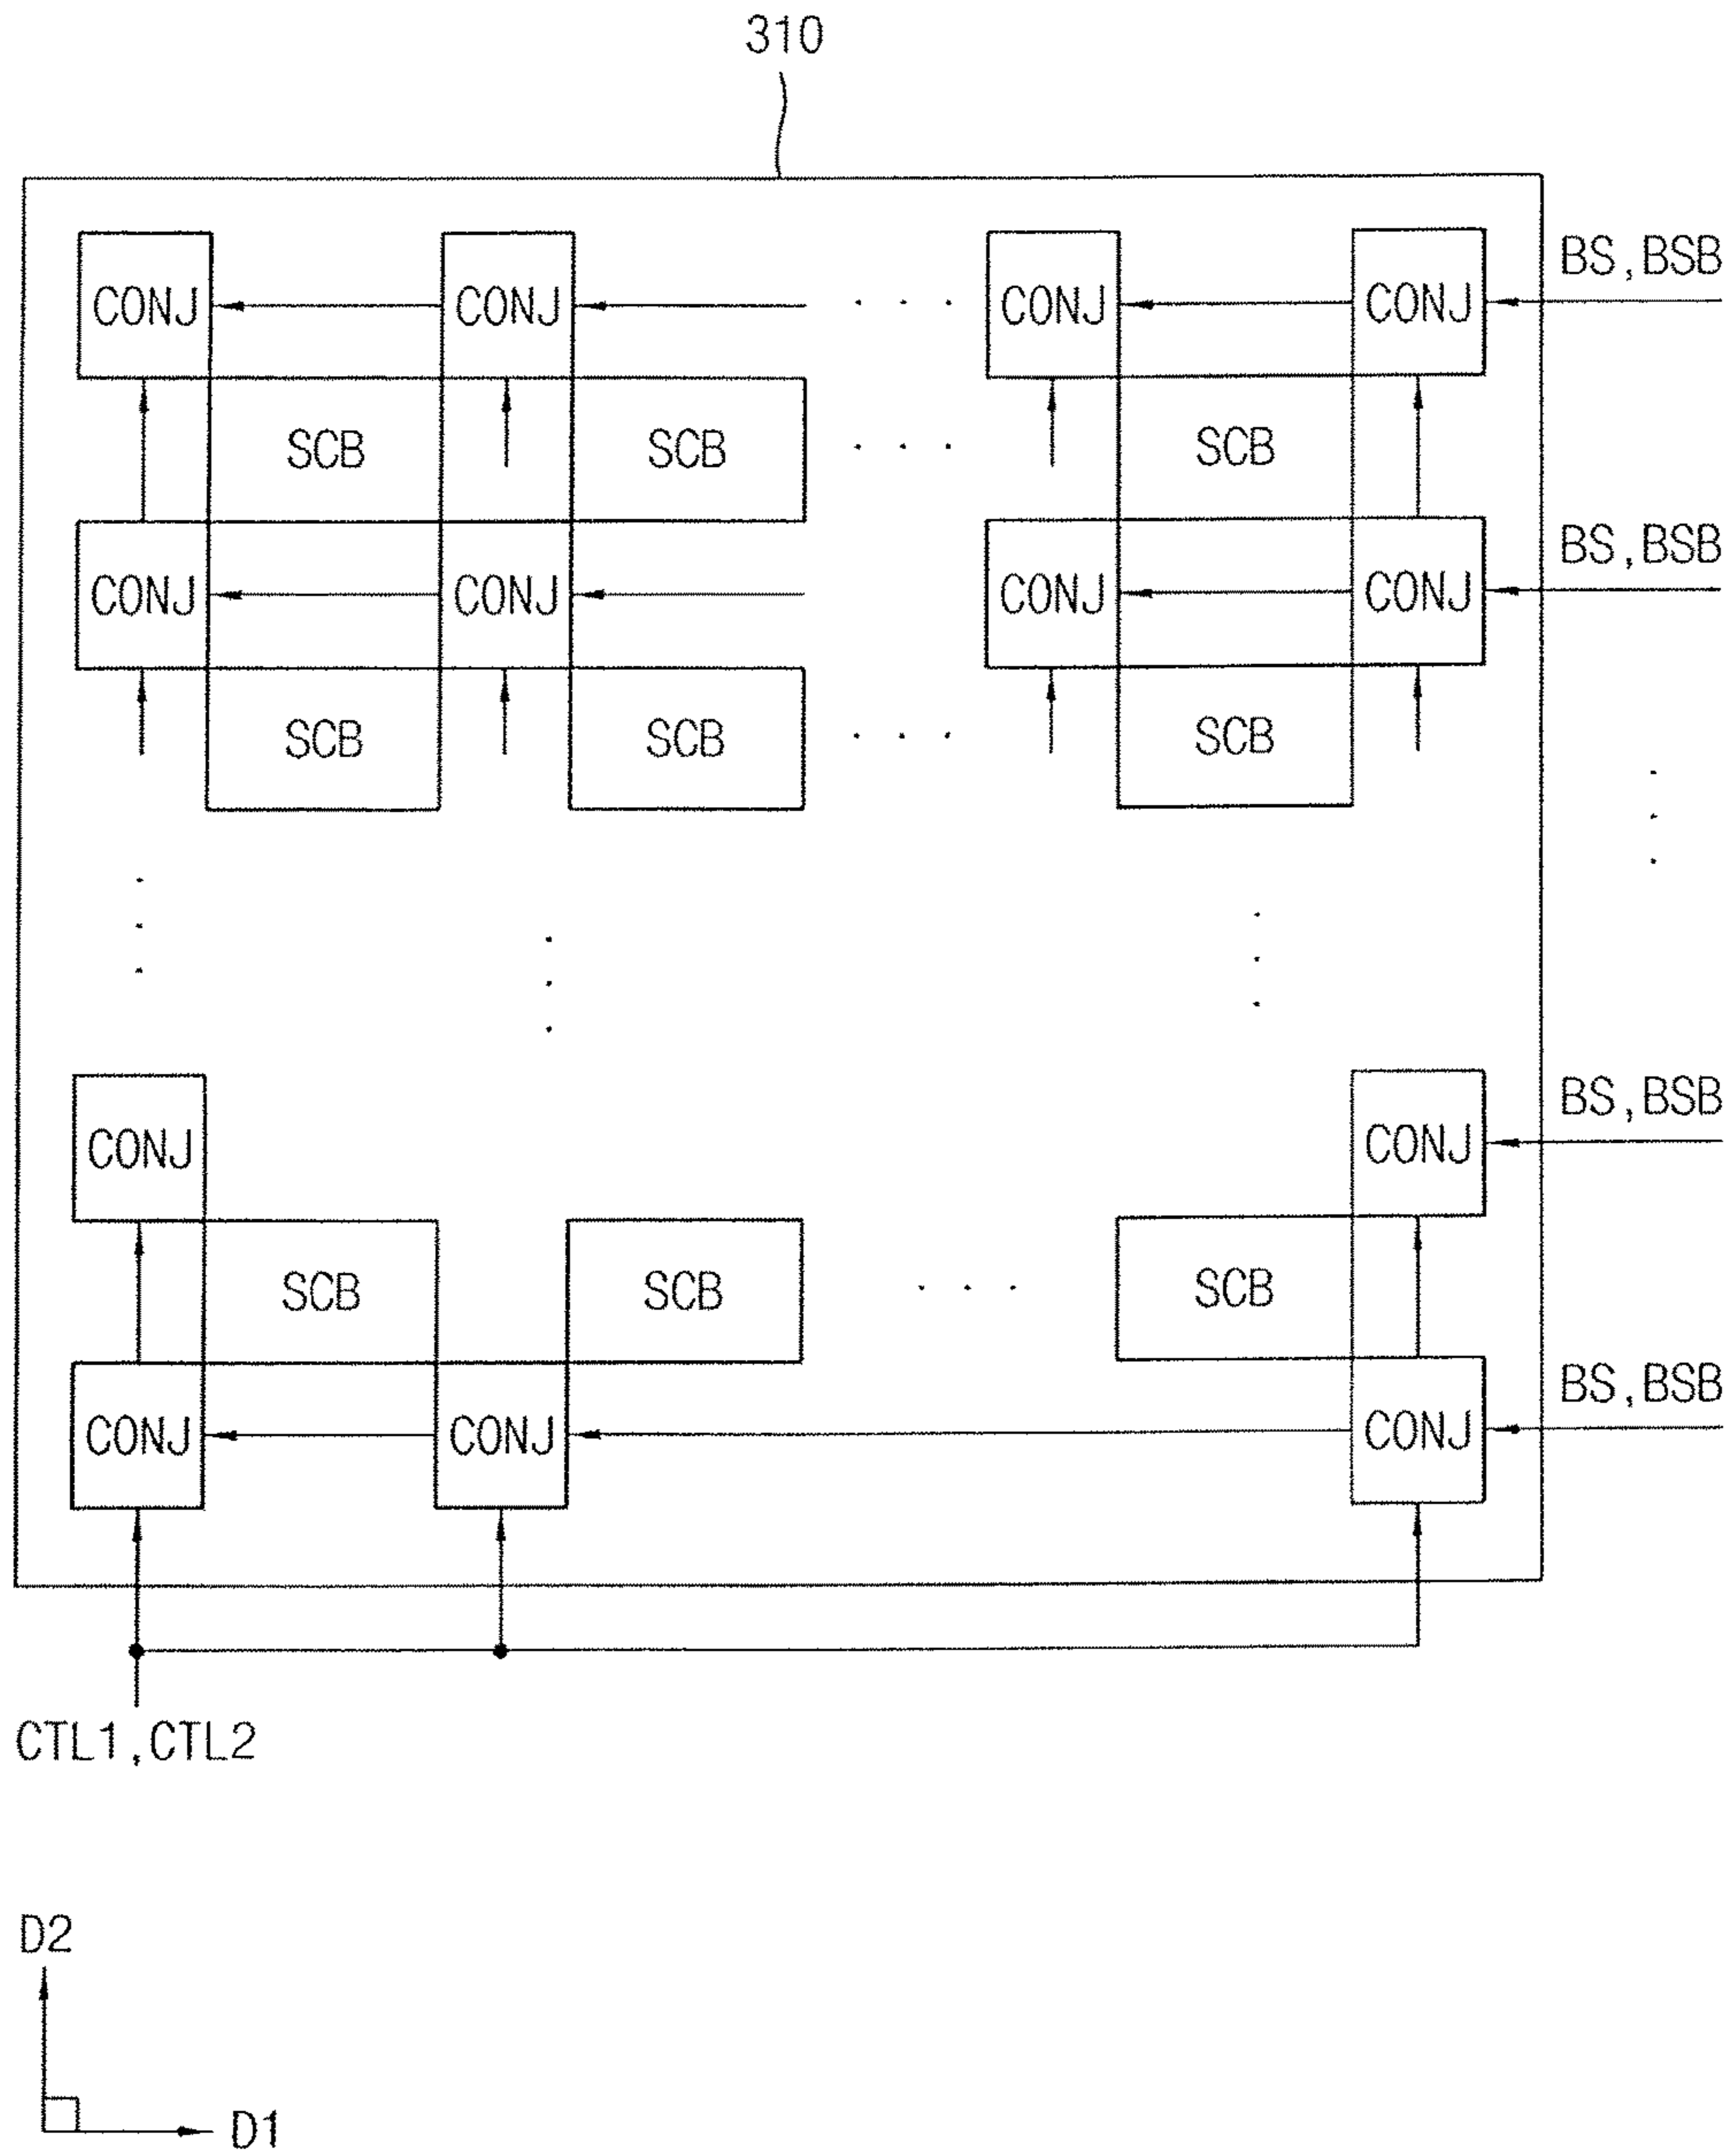 310
CONJ CONJ . . . CONJ CONJ BS,BSB
SCB SCB . . . SCB
CONJ CONJ CONJ CONJ BS,BSB
SCB SCB . . . SCB
CONJ CONJ BS,BSB
SCB SCB . . . SCB
CONJ CONJ CONJ BS,BSB
CTL1,CTL2
D2
D1